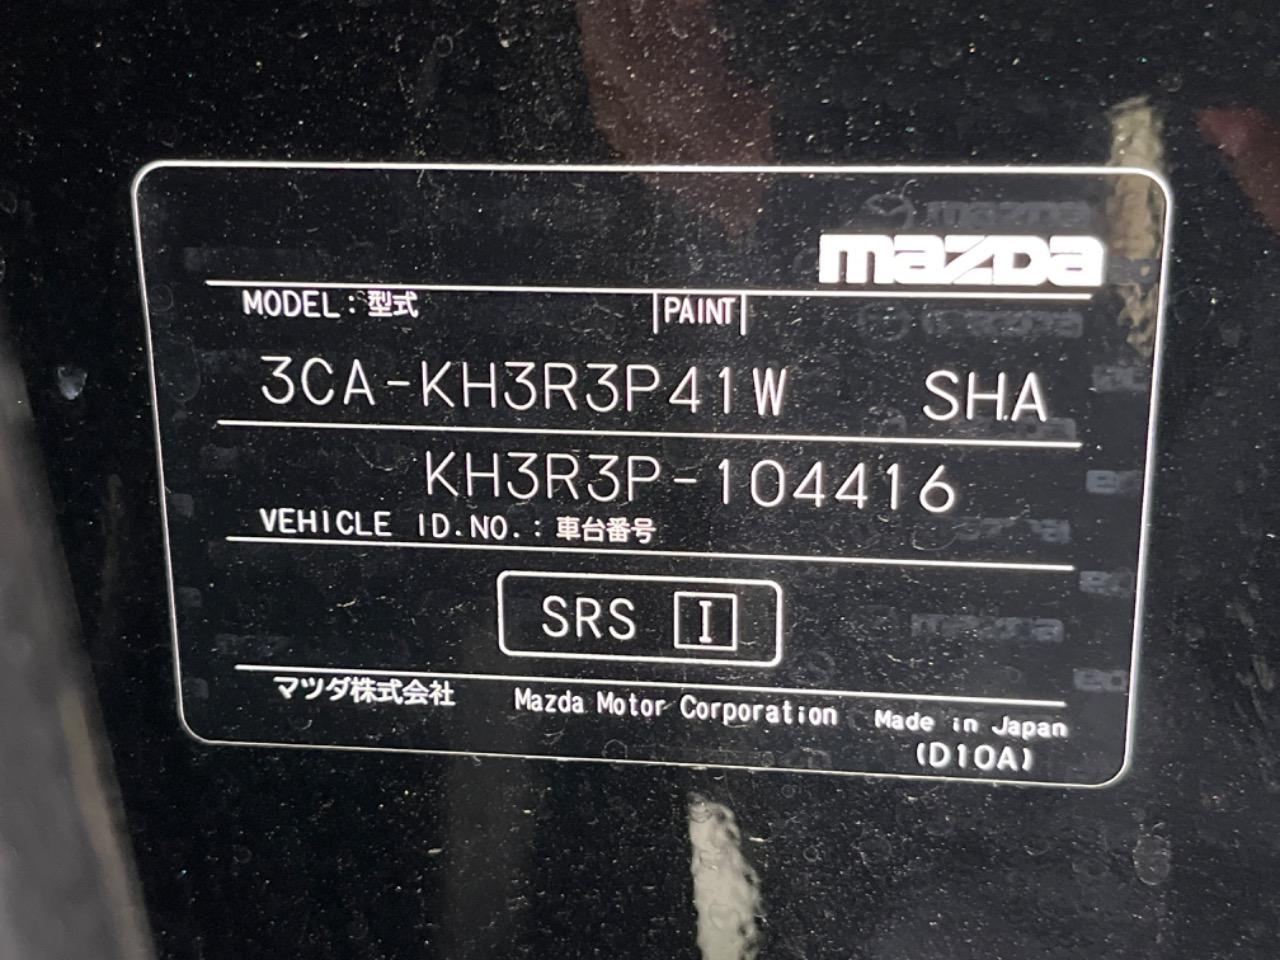 mazda
MODEL：型式 PAINT
3CA-KH3R3P41W SHA
KH3R3P-104416
VEHICLE ID.NO.：車台番号
SRS I
マツダ株式会社 Mazda Motor Corporation Made in Japan
(D10A)